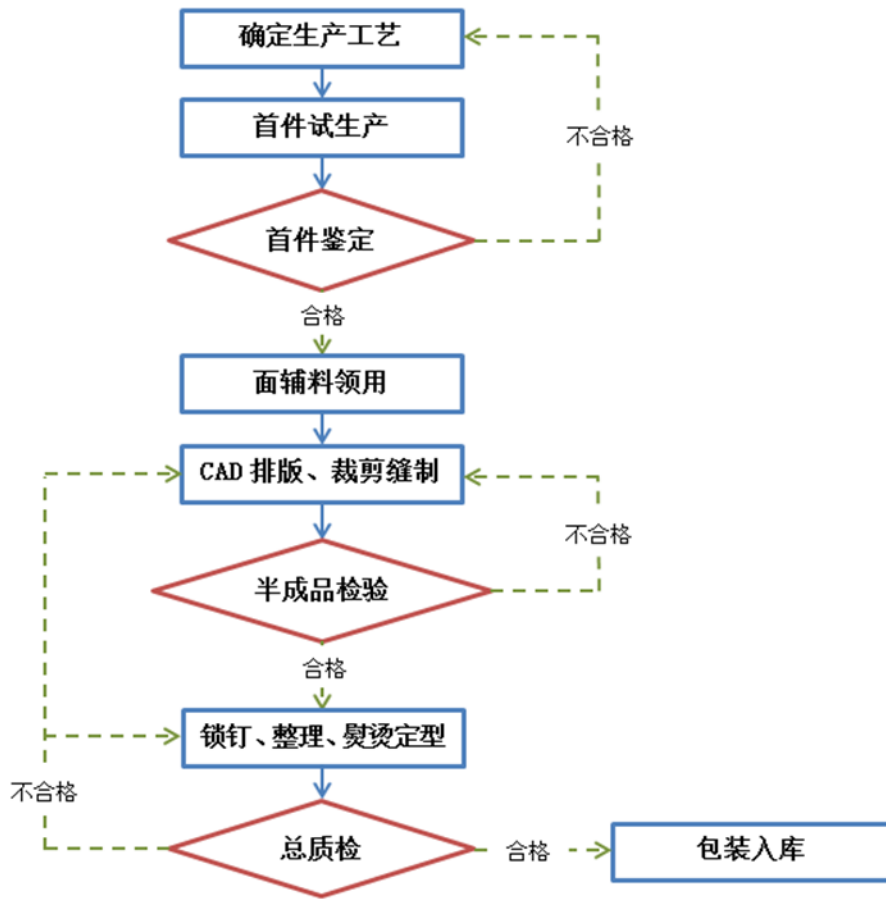 确定生产工艺
首件试生产
不合格
首件鉴定
合格
面辅料领用
CAD 排版、裁剪缝制
不合格
半成品检验
合格
锁钉、整理、熨烫定型
不合格
总质检
合格
包装入库